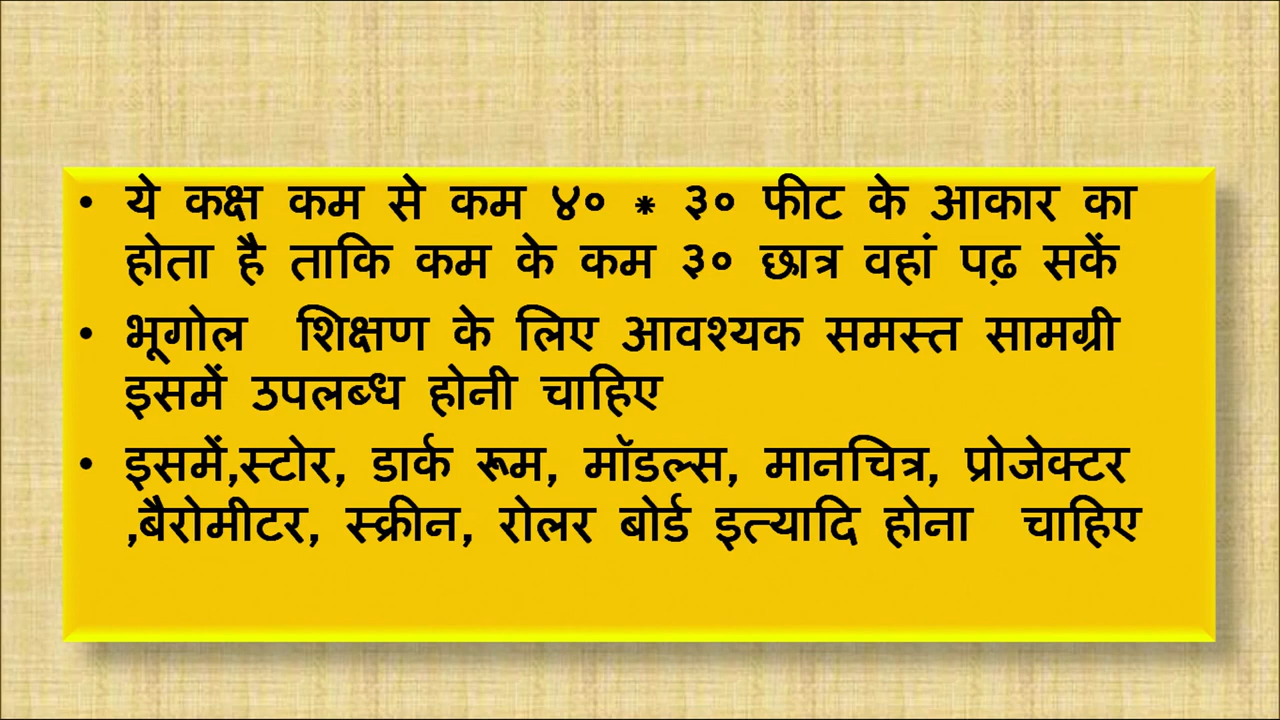 • ये कक्ष कम से कम ४० * ३० फीट के आकार का
होता है ताकि कम के कम ३० छात्र वहां पढ़ सकें
• भूगोल शिक्षण के लिए आवश्यक समस्त सामग्री
इसमें उपलब्ध होनी चाहिए
• इसमें,स्टोर, डार्क रूम, मॉडल्स, मानचित्र, प्रोजेक्टर
,बैरोमीटर, स्क्रीन, रोलर बोर्ड इत्यादि होना चाहिए